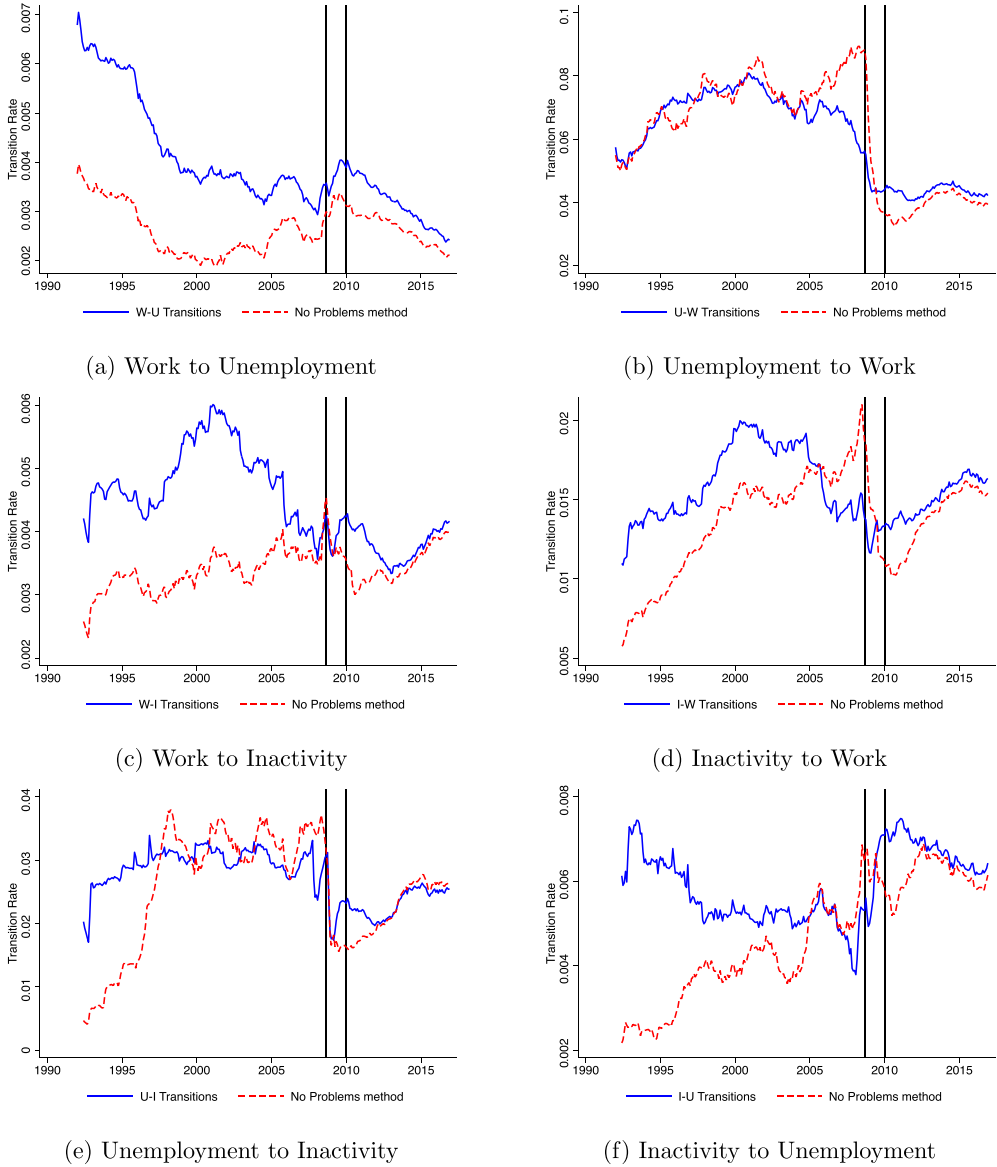 0.007
0.006
0.005
0.004
0.003
0.002
Transition Rate
1990 1995 2000 2005 2010 2015
W-U Transitions No Problems method
(a) Work to Unemployment
0.1
0.08
0.06
0.04
0.02
Transition Rate
1990 1995 2000 2005 2010 2015
U-W Transitions No Problems method
(b) Unemployment to Work
0.006
0.005
0.004
0.003
0.002
Transition Rate
1990 1995 2000 2005 2010 2015
W-I Transitions No Problems method
(c) Work to Inactivity
0.02
0.015
0.01
0.005
Transition Rate
1990 1995 2000 2005 2010 2015
I-W Transitions No Problems method
(d) Inactivity to Work
0.04
0.03
0.02
0.01
0
Transition Rate
1990 1995 2000 2005 2010 2015
U-I Transitions No Problems method
(e) Unemployment to Inactivity
0.008
0.006
0.004
0.002
Transition Rate
1990 1995 2000 2005 2010 2015
I-U Transitions No Problems method
(f) Inactivity to Unemployment